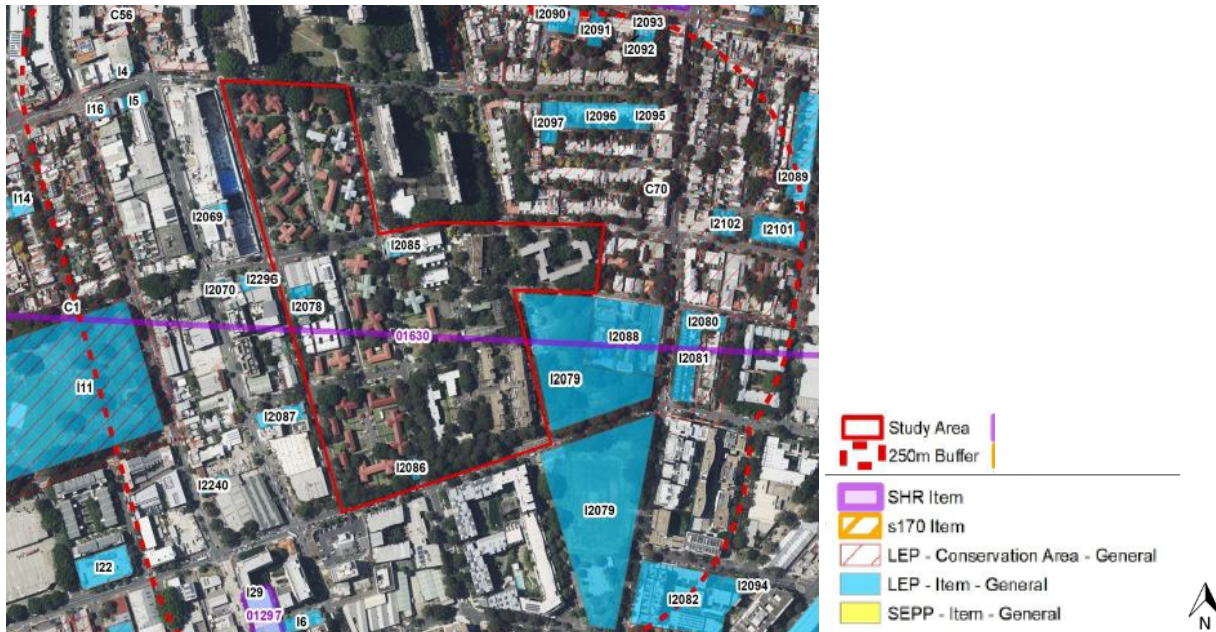 C56
I4
I16
I5
I14
I2069
I2070
I2296
C1
I11
I2087
I2240
I22
I29
01297
I6
I2090
I2091
I2093
I2092
I2097
I2096
I2095
C70
I2089
I2102
I2101
I2085
I2078
01630
I2088
I2080
I2081
I2079
I2086
I2079
I2082
I2094
Study Area
250m Buffer
SHR Item
s170 Item
LEP - Conservation Area - General
LEP - Item - General
SEPP - Item - General
N